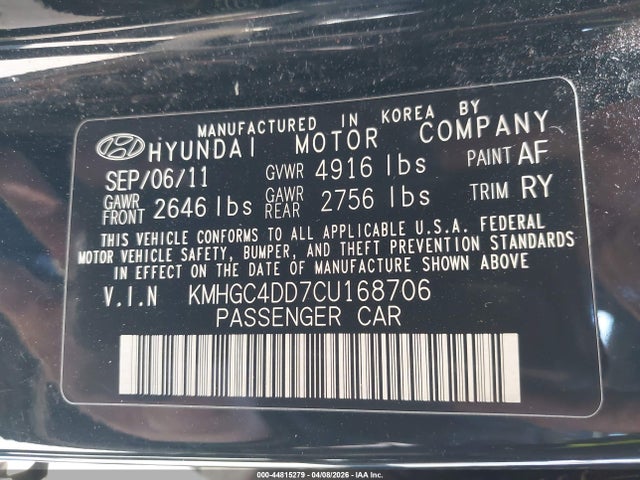 MANUFACTURED IN KOREA BY
HYUNDAI MOTOR COMPANY
SEP/06/11 GVWR 4916 lbs PAINT AF
GAWR FRONT 2646 lbs GAWR REAR 2756 lbs TRIM RY
THIS VEHICLE CONFORMS TO ALL APPLICABLE U.S.A. FEDERAL
MOTOR VEHICLE SAFETY, BUMPER, AND THEFT PREVENTION STANDARDS
IN EFFECT ON THE DATE OF MANUFACTURE SHOWN ABOVE
V.I.N KMHGC4DD7CU168706
PASSENGER CAR
000-44815279 - 04/08/2026 - IAA Inc.